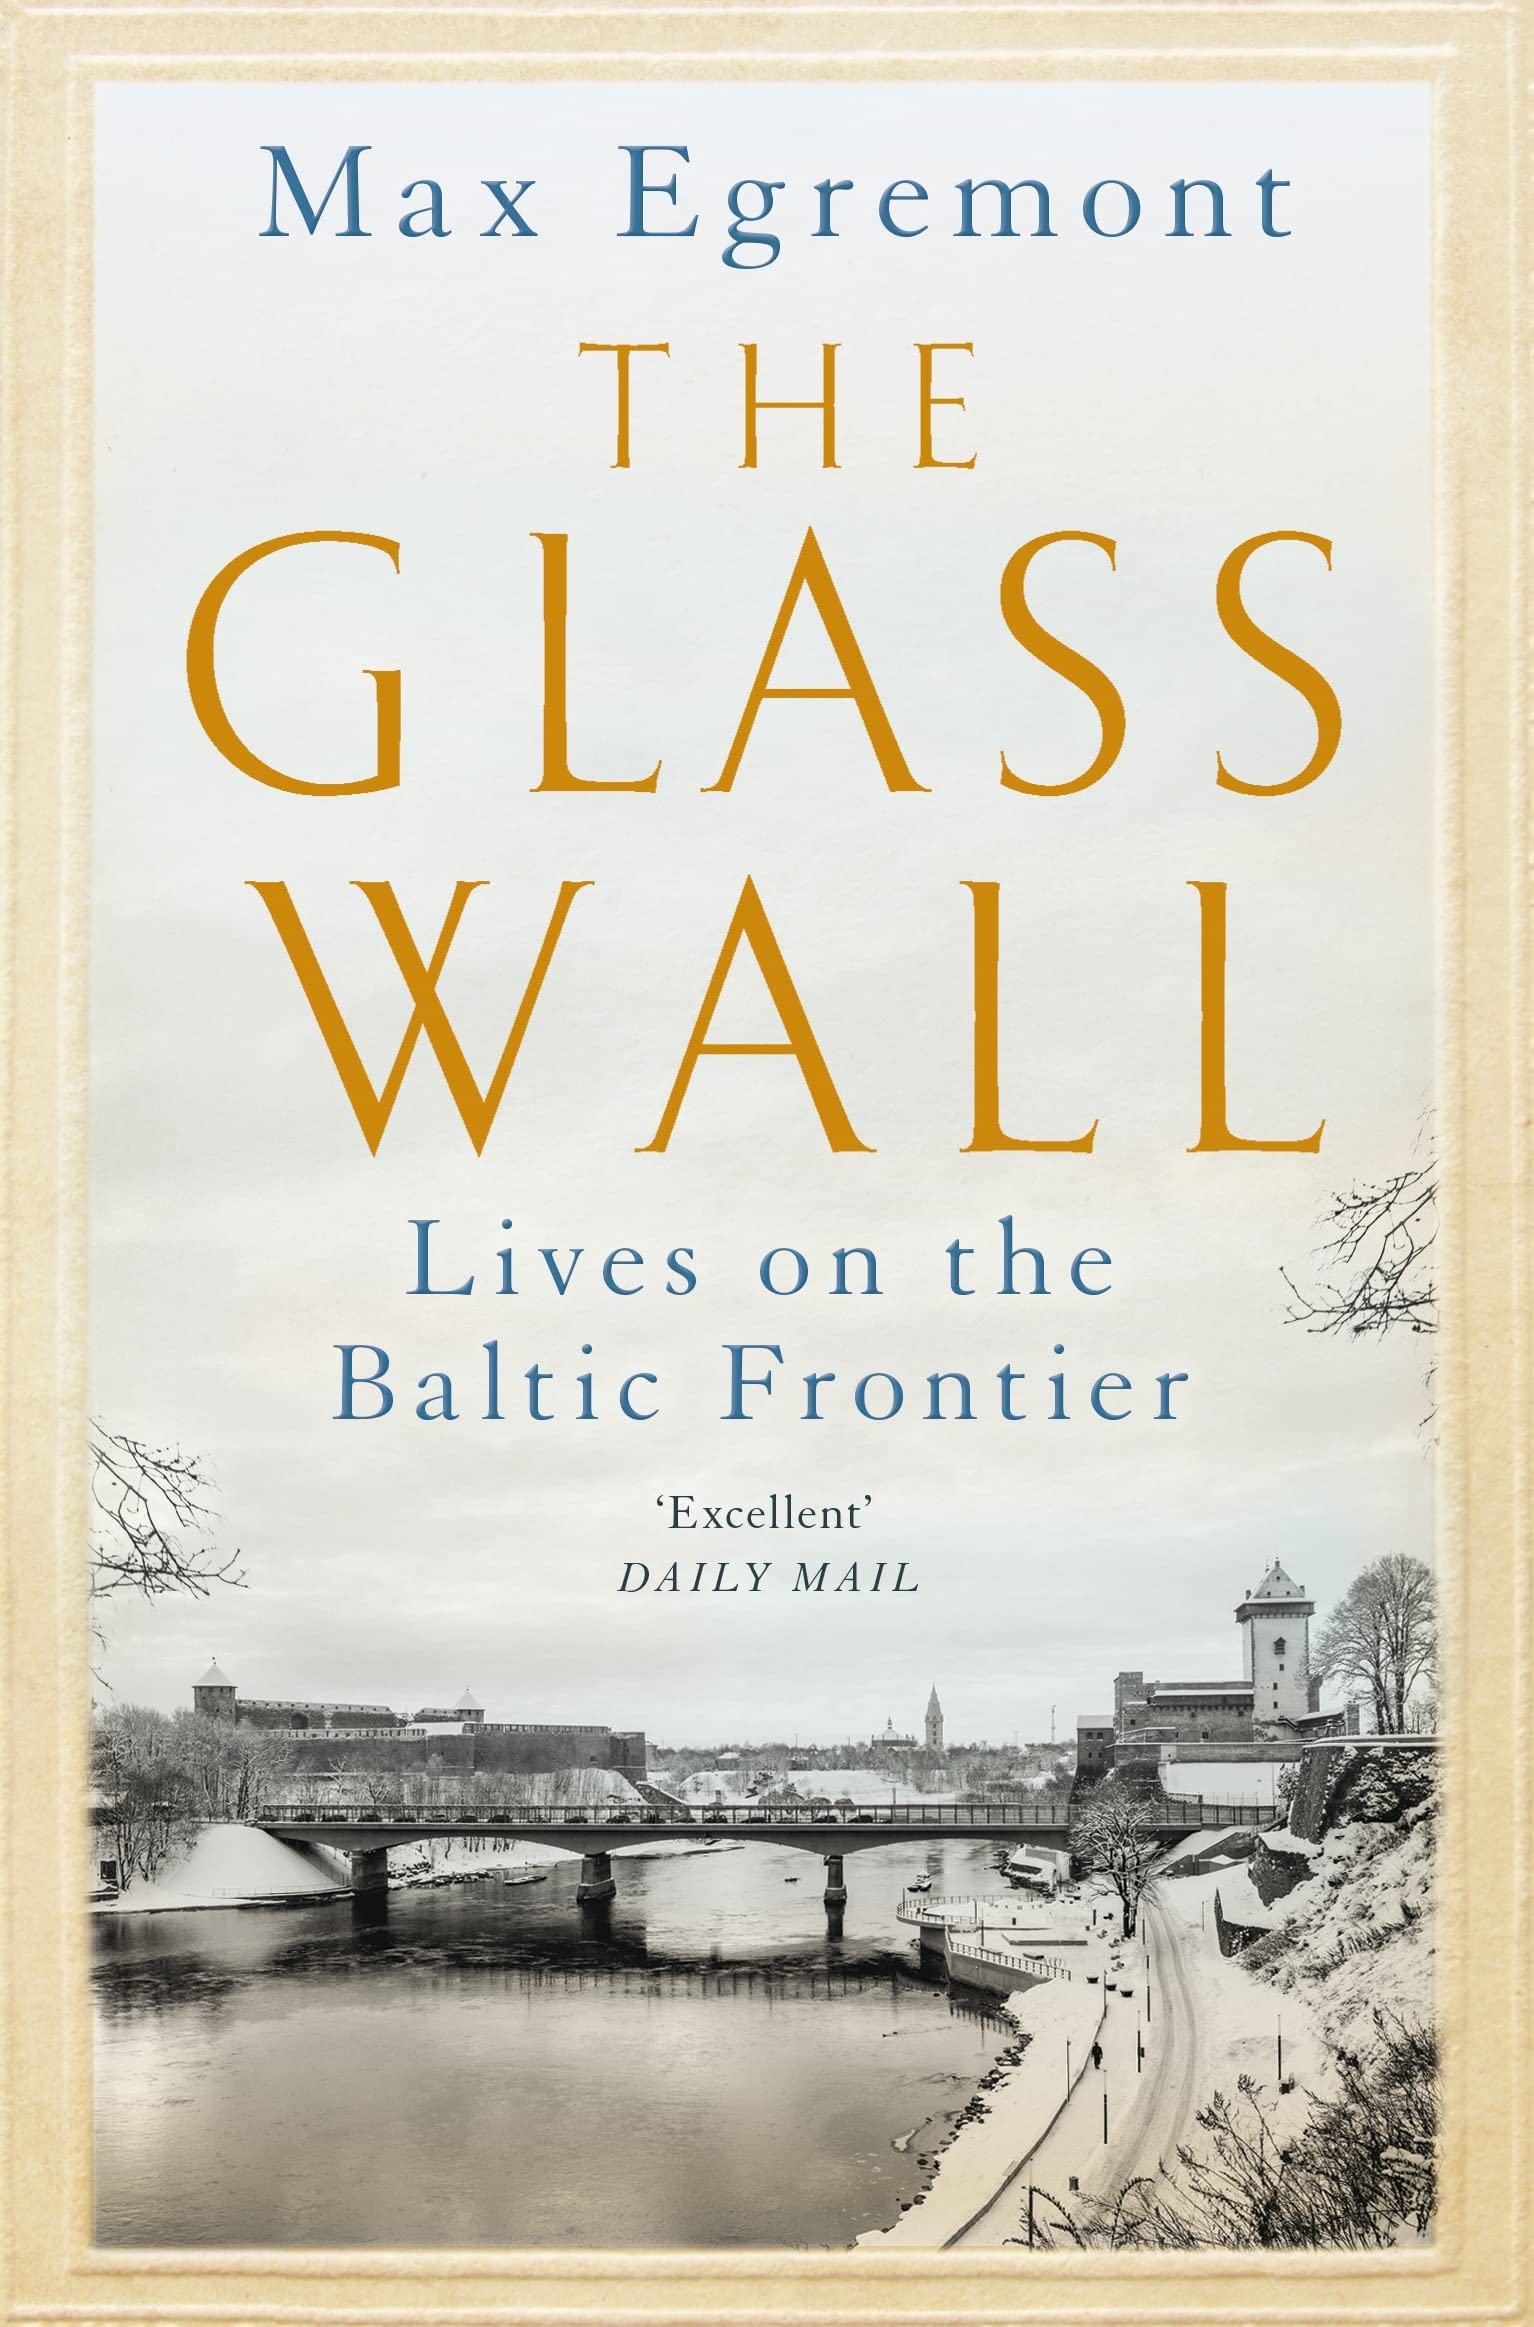 Max Egremont
THE
GLASS
WALL
Lives on the
Baltic Frontier
‘Excellent’
DAILY MAIL